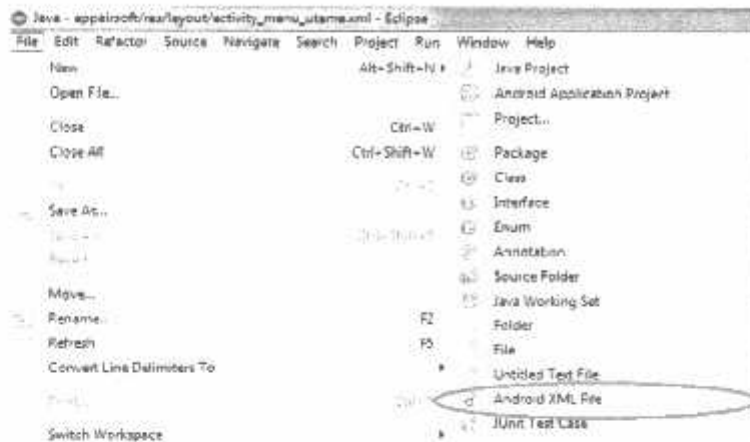 Java - appairsoft/res/layout/activity_menu_utama.xml - Eclipse
File Edit Refactor Source Navigate Search Project Run Window Help
New Alt+Shift+N
Open File...
Close Ctrl+W
Close All Ctrl+Shift+W
Save As...
Move...
Rename... F2
Refresh F5
Convert Line Delimiters To
Switch Workspace
Java Project
Android Application Project
Project...
Package
Class
Interface
Enum
Annotation
Source Folder
Java Working Set
Folder
File
Untitled Text File
Android XML File
JUnit Test Case